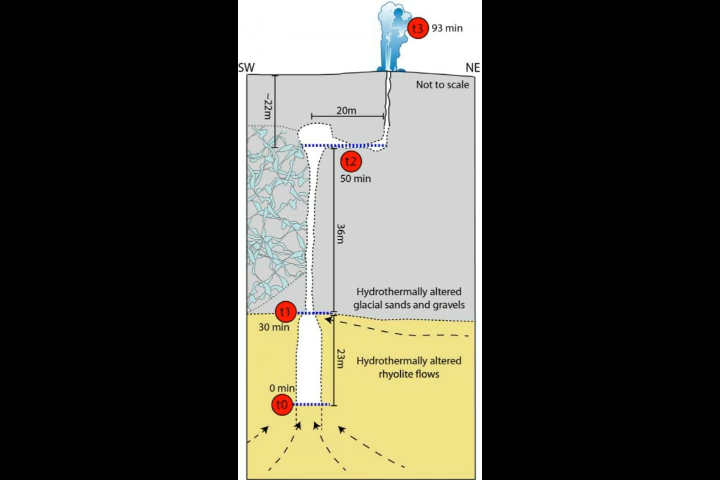 t3 93 min
SW
NE
Not to scale
~22m
20m
t2
50 min
36m
Hydrothermally altered
glacial sands and gravels
t1
30 min
23m
Hydrothermally altered
rhyolite flows
0 min
t0